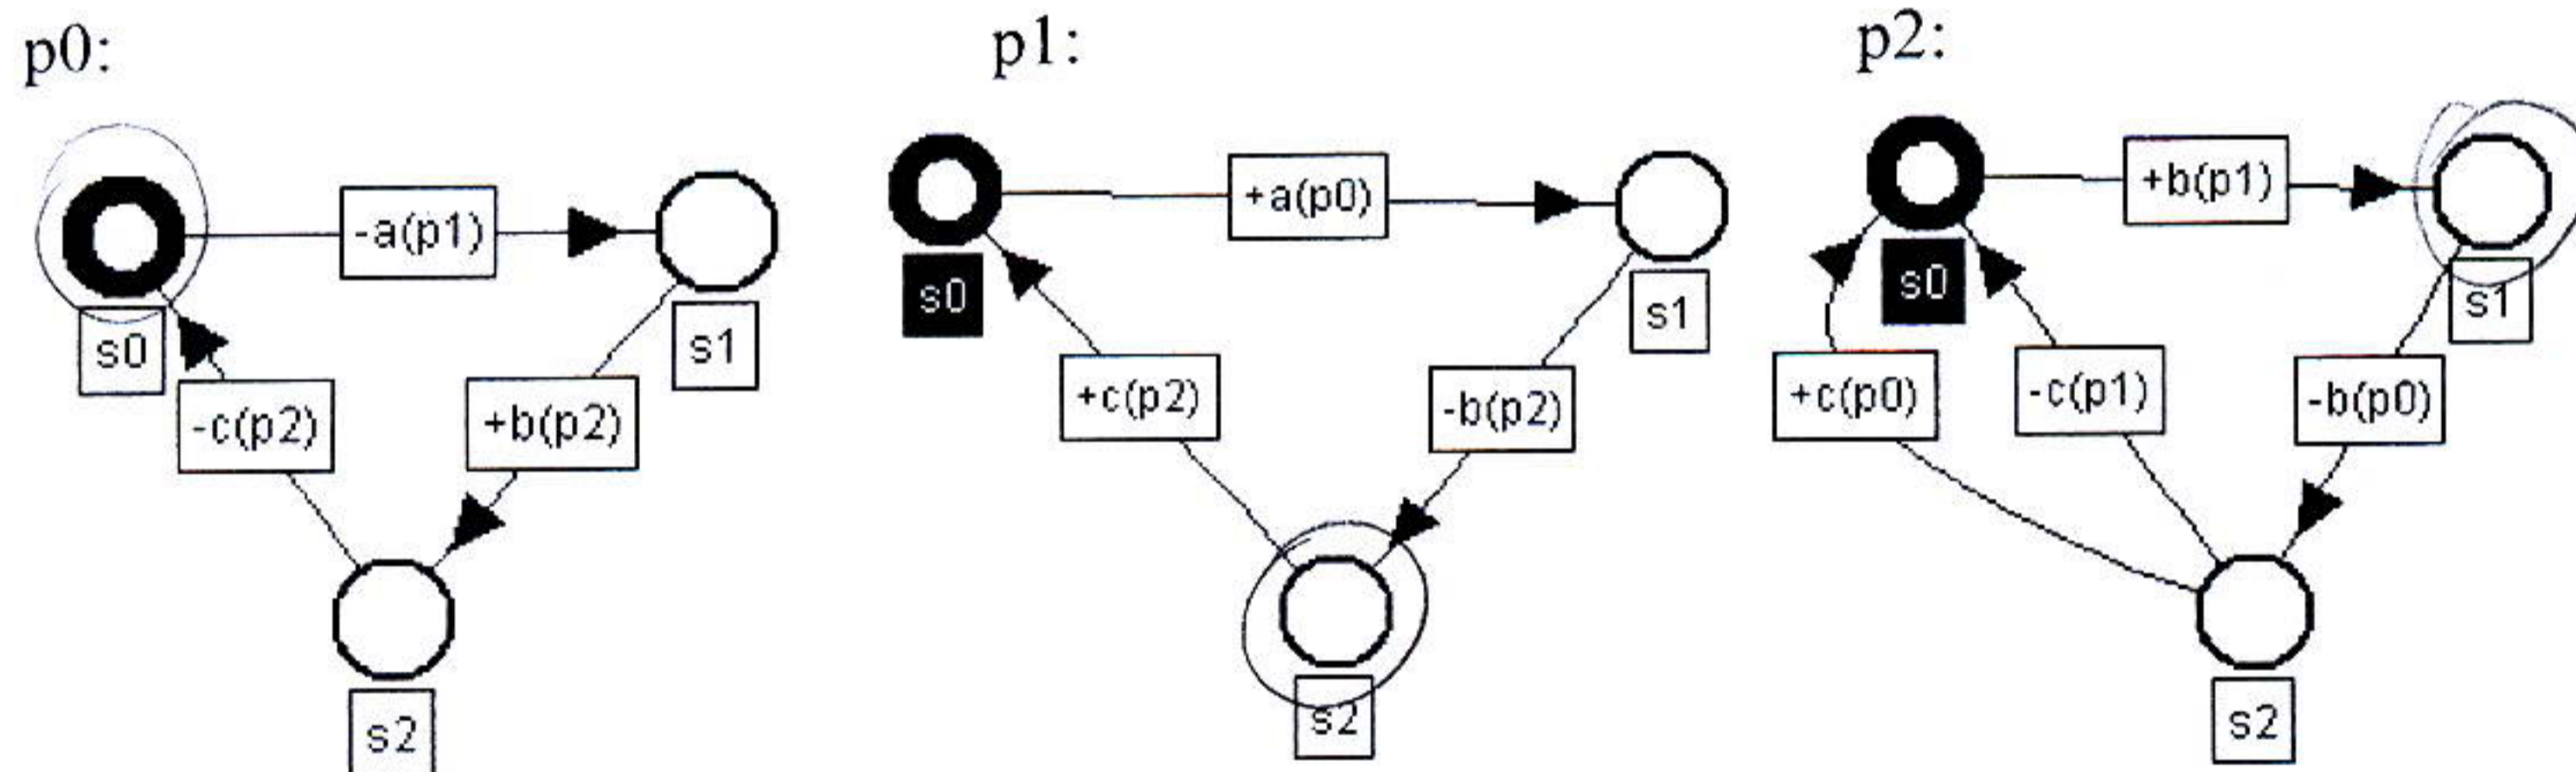 p0:
p1:
p2:
-a(p1)
s0
s1
-c(p2)
+b(p2)
s2
+a(p0)
s0
s1
+c(p2)
-b(p2)
s2
+b(p1)
s0
s1
+c(p0)
-c(p1)
-b(p0)
s2